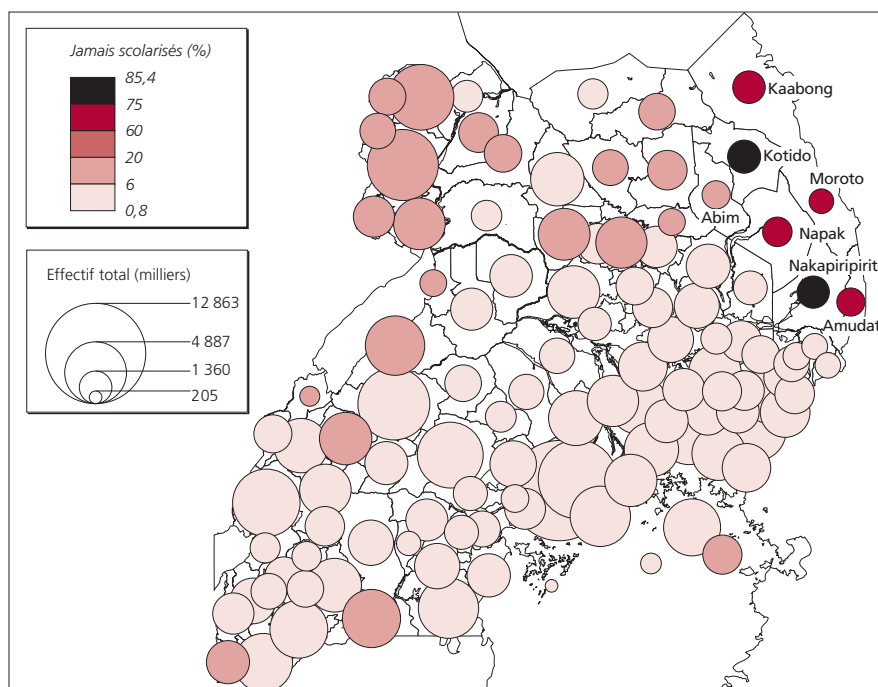 Jamais scolarisés (%)
85,4
75
60
20
6
0,8
Effectif total (milliers)
12 863
4 887
1 360
205
Kaabong
Kotido
Moroto
Abim
Napak
Nakapiripirit
Amudat